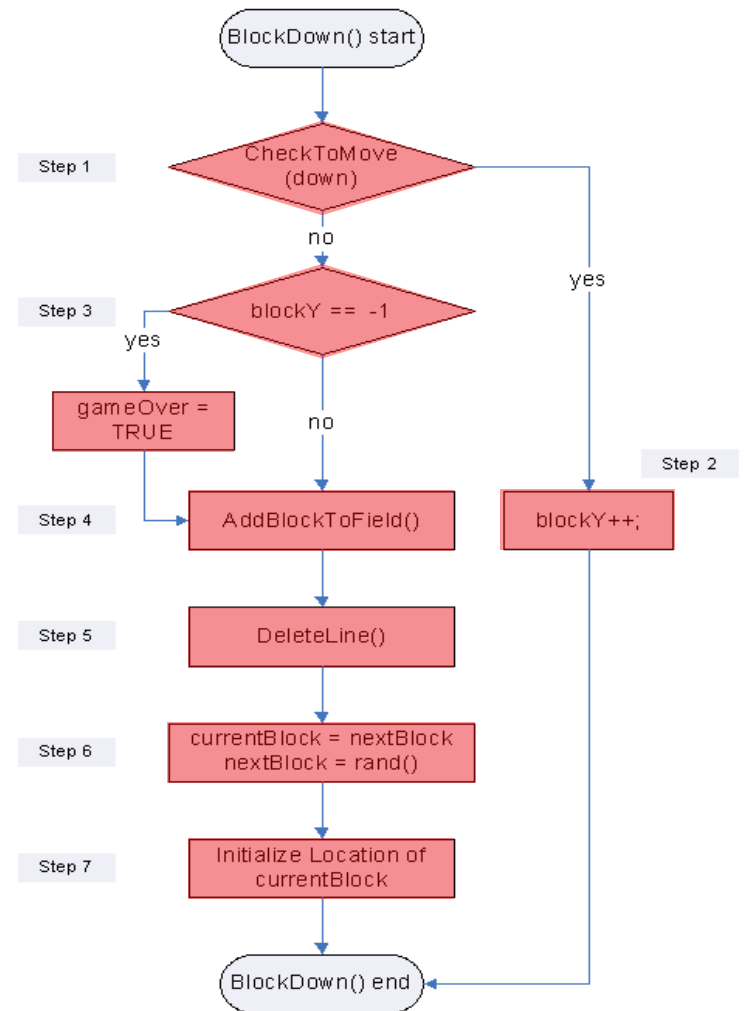 BlockDown() start
Step 1
CheckToMove
(down)
no
yes
Step 3
blockY == -1
yes
gameOver =
TRUE
no
Step 2
Step 4
AddBlockToField()
blockY++;
Step 5
DeleteLine()
Step 6
currentBlock = nextBlock
nextBlock = rand()
Step 7
Initialize Location of
currentBlock
BlockDown() end